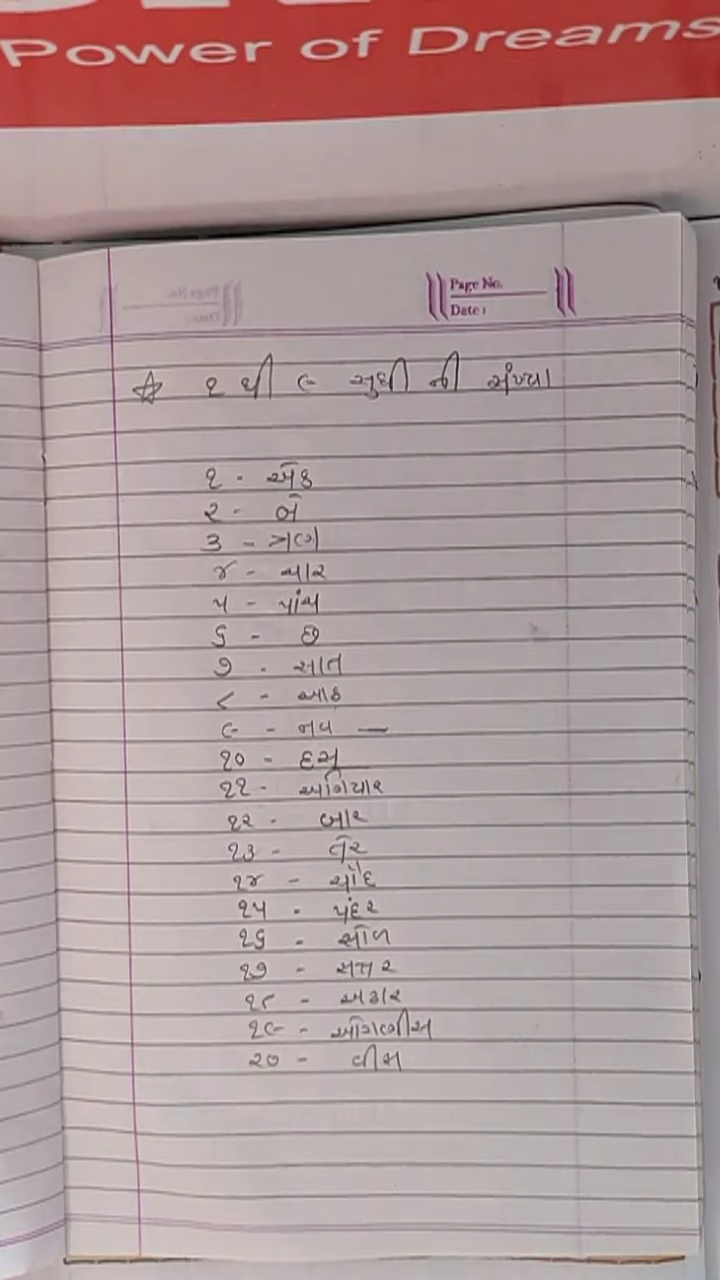 Power of Dreams
Page No.
Date :
☆ ૧ થી ૯ સુધી ની સંખ્યા
૧ - એક
૨ - બે
૩ - ત્રણ
૪ - ચાર
૫ - પાંચ
૬ - છ
૭ - સાત
૮ - આઠ
૯ - નવ —
૧૦ - દસ
૧૧ - અગિયાર
૧૨ - બાર
૧૩ - તેર
૧૪ - ચૌદ
૧૫ - પંદર
૧૬ - સોળ
૧૭ - સત્તર
૧૮ - અઢાર
૧૯ - ઓગણીસ
૨૦ - વીસ